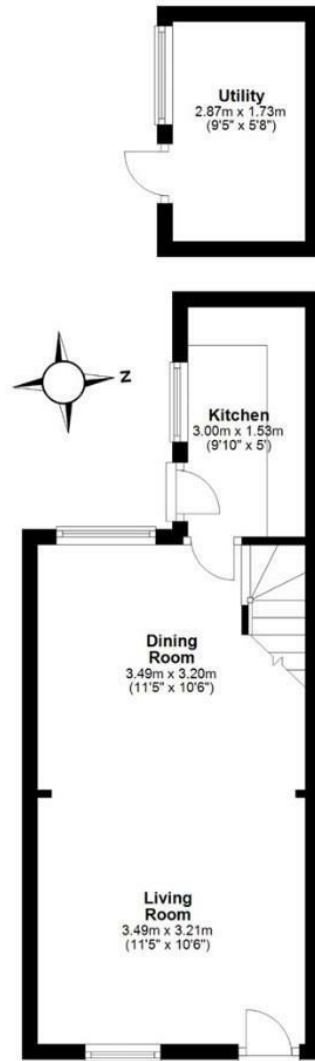 Utility
2.87m x 1.73m
(9'5" x 5'8")
N
Kitchen
3.00m x 1.53m
(9'10" x 5')
Dining
Room
3.49m x 3.20m
(11'5" x 10'6")
Living
Room
3.49m x 3.21m
(11'5" x 10'6")